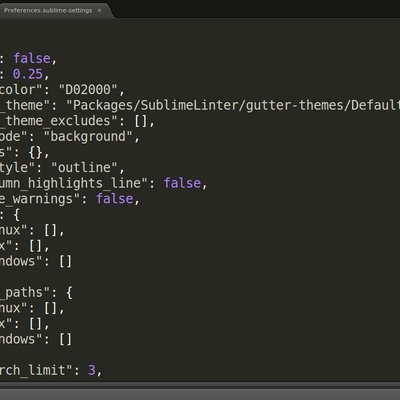 Preferences.sublime-settings ×
: false,
: 0.25,
color": "D02000",
_theme": "Packages/SublimeLinter/gutter-themes/Default
_theme_excludes": [],
ode": "background",
s": {},
tyle": "outline",
umn_highlights_line": false,
e_warnings": false,
: {
nux": [],
x": [],
ndows": []
_paths": {
nux": [],
x": [],
ndows": []
rch_limit": 3,